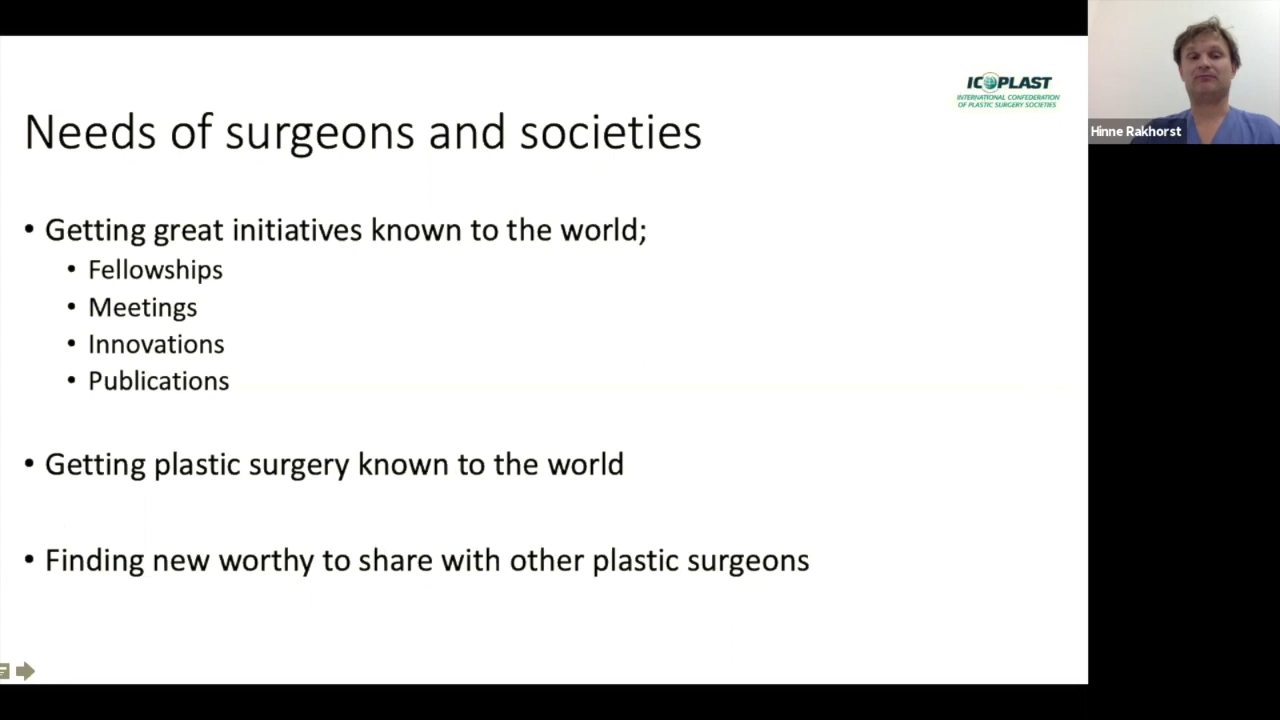 ICOPLAST
INTERNATIONAL CONFEDERATION
OF PLASTIC SURGERY SOCIETIES
Hinne Rakhorst
Needs of surgeons and societies
• Getting great initiatives known to the world;
• Fellowships
• Meetings
• Innovations
• Publications
• Getting plastic surgery known to the world
• Finding new worthy to share with other plastic surgeons